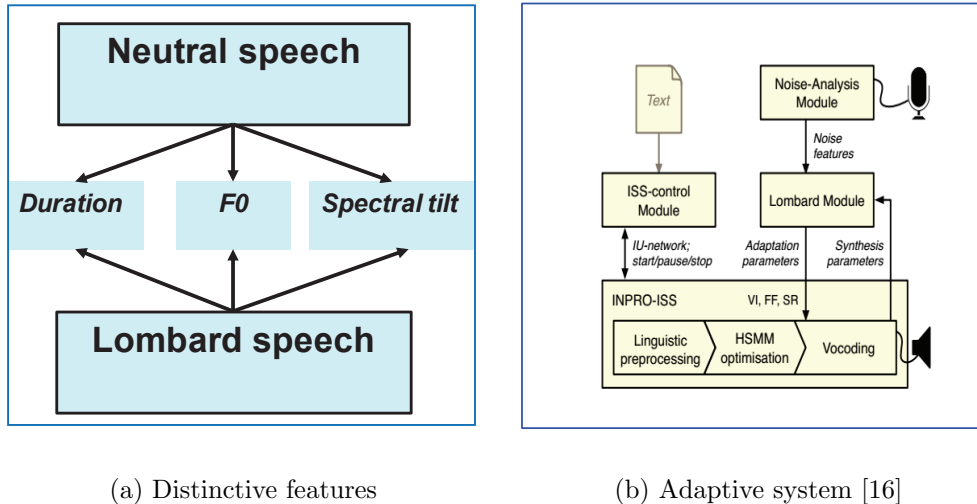 Neutral speech
Duration
F0
Spectral tilt
Lombard speech
(a) Distinctive features
Text
Noise-Analysis
Module
Noise
features
ISS-control
Module
Lombard Module
IU-network;
start/pause/stop
Adaptation
parameters
Synthesis
parameters
INPRO-ISS
VI, FF, SR
Linguistic
preprocessing
HSMM
optimisation
Vocoding
(b) Adaptive system [16]